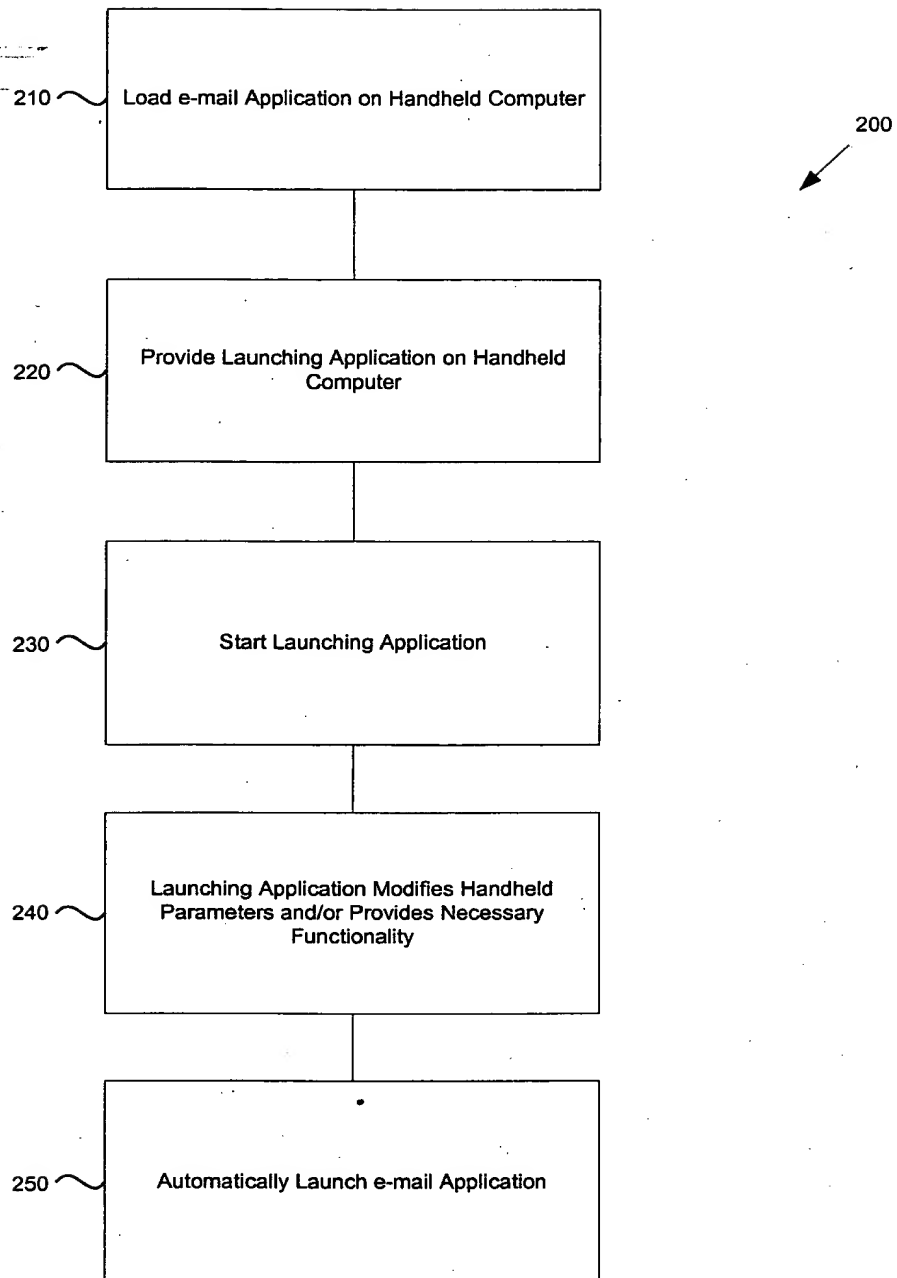 210
Load e-mail Application on Handheld Computer
200
220
Provide Launching Application on Handheld
Computer
230
Start Launching Application
240
Launching Application Modifies Handheld
Parameters and/or Provides Necessary
Functionality
250
Automatically Launch e-mail Application